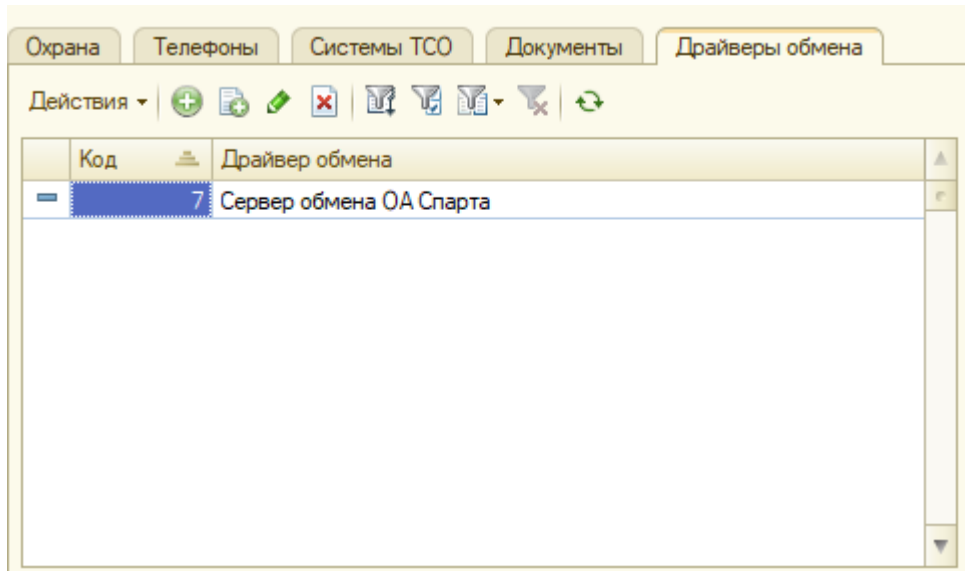 Охрана Телефоны Системы ТСО Документы Драйверы обмена
Действия
Код Драйвер обмена
7 Сервер обмена ОА Спарта